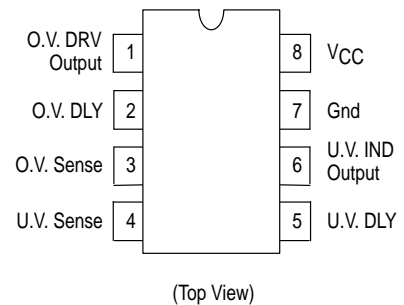 O.V. DRV
Output
1
8
VCC
O.V. DLY
2
7
Gnd
O.V. Sense
3
6
U.V. IND
Output
U.V. Sense
4
5
U.V. DLY
(Top View)